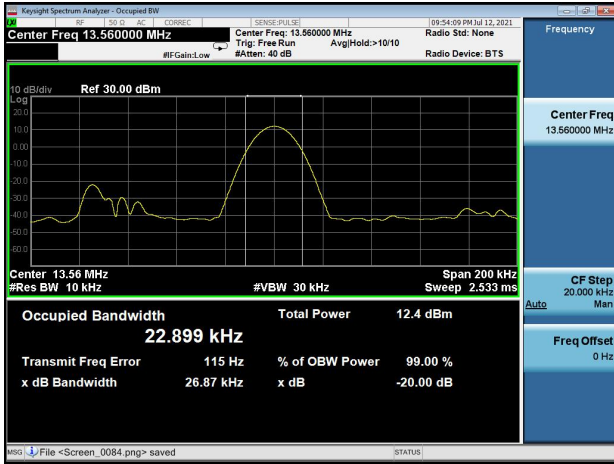 Keysight Spectrum Analyzer - Occupied BW
RF 50 Ω AC CORREC SENSE:PULSE 09:54:09 PM Jul 12, 2021
Center Freq 13.560000 MHz
Center Freq: 13.560000 MHz
Radio Std: None
Trig: Free Run Avg|Hold:>10/10
#IFGain:Low #Atten: 40 dB Radio Device: BTS
Frequency
10 dB/div Ref 30.00 dBm
Log
20.0
10.0
0.00
-10.0
-20.0
-30.0
-40.0
-50.0
-60.0
Center 13.56 MHz Span 200 kHz
#Res BW 10 kHz #VBW 30 kHz Sweep 2.533 ms
Occupied Bandwidth Total Power 12.4 dBm
22.899 kHz
Transmit Freq Error 115 Hz % of OBW Power 99.00 %
x dB Bandwidth 26.87 kHz x dB -20.00 dB
Center Freq
13.560000 MHz
CF Step
20.000 kHz
Auto Man
Freq Offset
0 Hz
MSG File <Screen_0084.png> saved STATUS